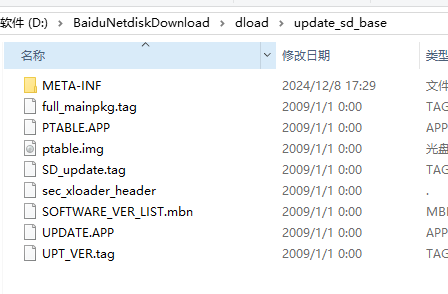 软件 (D:) > BaiduNetdiskDownload > dload > update_sd_base
名称 修改日期 类型
META-INF 2024/12/8 17:29 文件
full_mainpkg.tag 2009/1/1 0:00 TAG
PTABLE.APP 2009/1/1 0:00 APP
ptable.img 2009/1/1 0:00 光盘
SD_update.tag 2009/1/1 0:00 TAG
sec_xloader_header 2009/1/1 0:00 .
SOFTWARE_VER_LIST.mbn 2009/1/1 0:00 MB
UPDATE.APP 2009/1/1 0:00 APP
UPT_VER.tag 2009/1/1 0:00 TAG